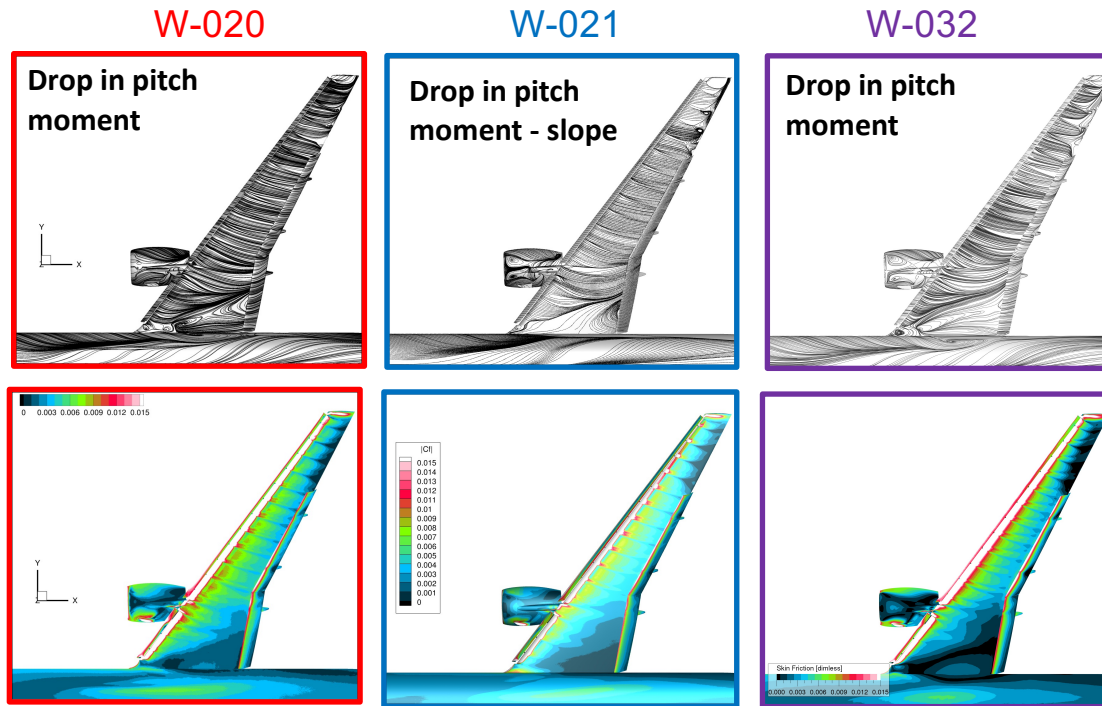 W-020
W-021
W-032
Drop in pitch
moment
Drop in pitch
moment - slope
Drop in pitch
moment
Y
Z
X
0 0.003 0.006 0.009 0.012 0.015
Y
Z
X
|Cf|
0.015
0.014
0.013
0.012
0.011
0.01
0.009
0.008
0.007
0.006
0.005
0.004
0.003
0.002
0.001
0
Skin Friction [dimless]
0.000 0.003 0.006 0.009 0.012 0.015